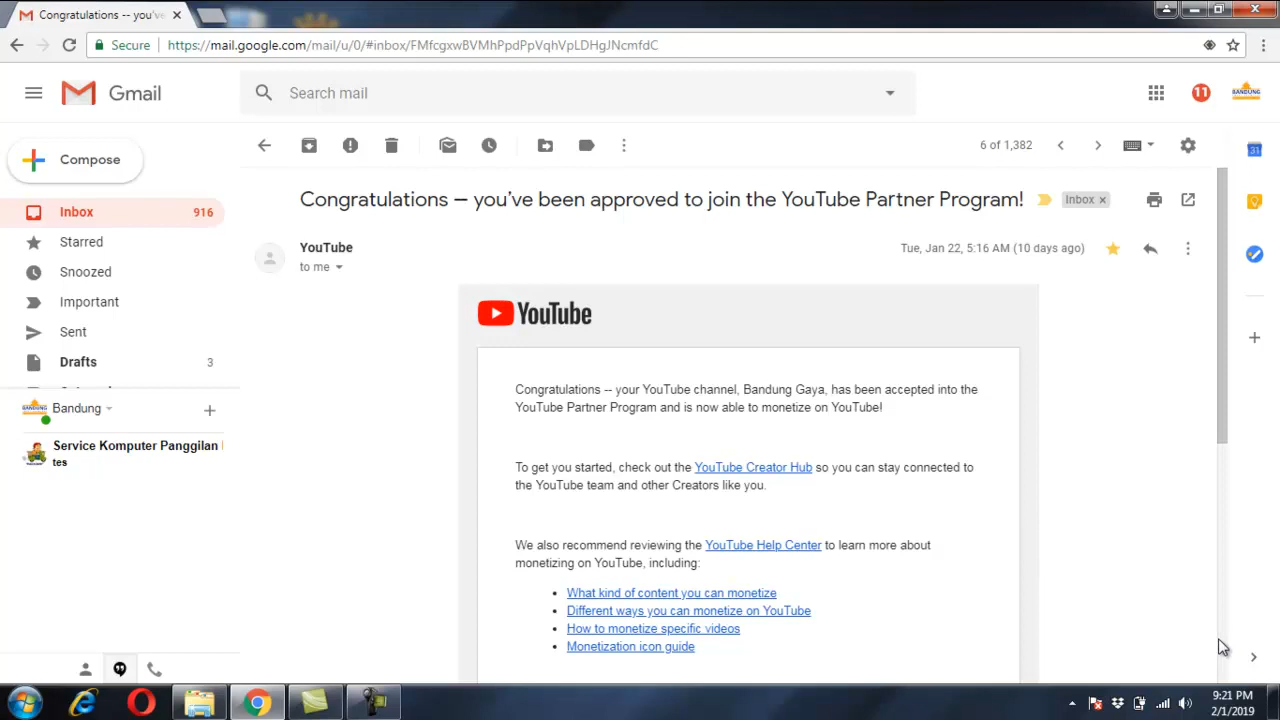 Congratulations -- you've
Secure
https://mail.google.com/mail/u/0/#inbox/FMfcgxwBVMhPpdPpVqhVpLDHgJNcmfdC
Gmail
Search mail
11
BANDUNG
Compose
6 of 1,382
31
Inbox 916
Starred
Snoozed
Important
Sent
Drafts 3
Bandung
Service Komputer Panggilan
tes
Congratulations – you've been approved to join the YouTube Partner Program!
Inbox ×
YouTube
Tue, Jan 22, 5:16 AM (10 days ago)
to me
YouTube
Congratulations -- your YouTube channel, Bandung Gaya, has been accepted into the
YouTube Partner Program and is now able to monetize on YouTube!
To get you started, check out the YouTube Creator Hub so you can stay connected to
the YouTube team and other Creators like you.
We also recommend reviewing the YouTube Help Center to learn more about
monetizing on YouTube, including:
• What kind of content you can monetize
• Different ways you can monetize on YouTube
• How to monetize specific videos
• Monetization icon guide
9:21 PM
2/1/2019